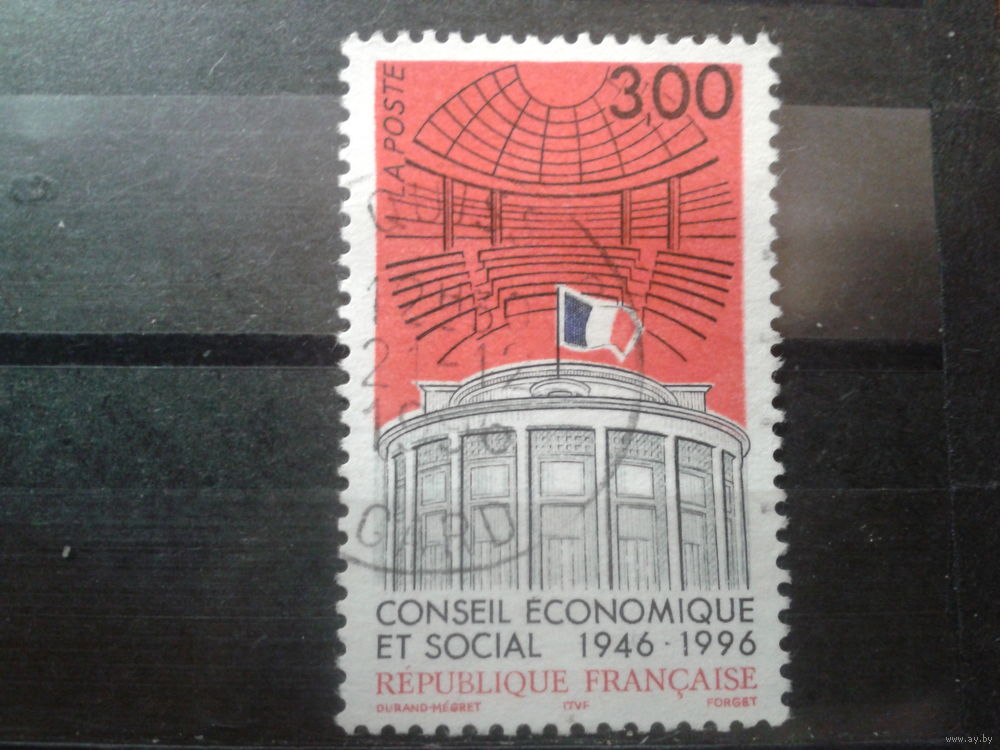 LA POSTE
3,00
GARD
CONSEIL ÉCONOMIQUE
ET SOCIAL 1946·1996
RÉPUBLIQUE FRANÇAISE
DURAND-MÉGRET ITVF FORGET
www.ay.by